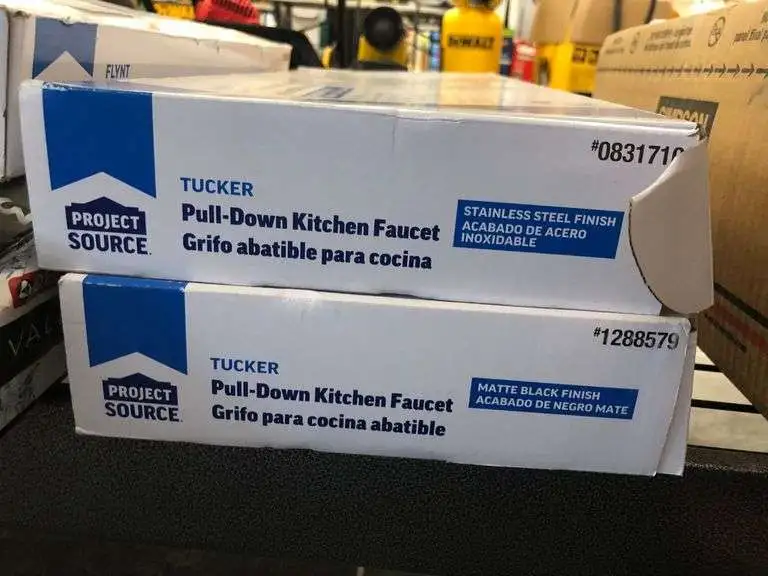 FLYNT
DEWALT
PROJECT
SOURCE
TUCKER
Pull-Down Kitchen Faucet
Grifo abatible para cocina
STAINLESS STEEL FINISH
ACABADO DE ACERO
INOXIDABLE
#083171
PROJECT
SOURCE
TUCKER
Pull-Down Kitchen Faucet
Grifo para cocina abatible
MATTE BLACK FINISH
ACABADO DE NEGRO MATE
#1288579
VAL